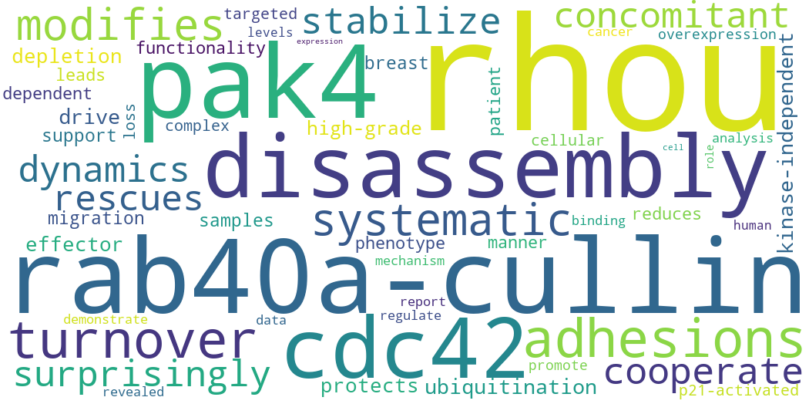 modifies targeted levels expression stabilize concomitant
depletion functionality pak4 breast rhou cancer overexpression
leads
dependent drive loss complex high-grade patient cellular analysis kinase-independent
support
dynamics disassembly cell role
rescues systematic binding reduces
migration samples phenotype manner human
effector mechanism
rab40a-cullin
report
demonstrate data regulate
turnover cdc42 adhesions
surprisingly promote cooperate
revealed protects ubiquitination p21-activated